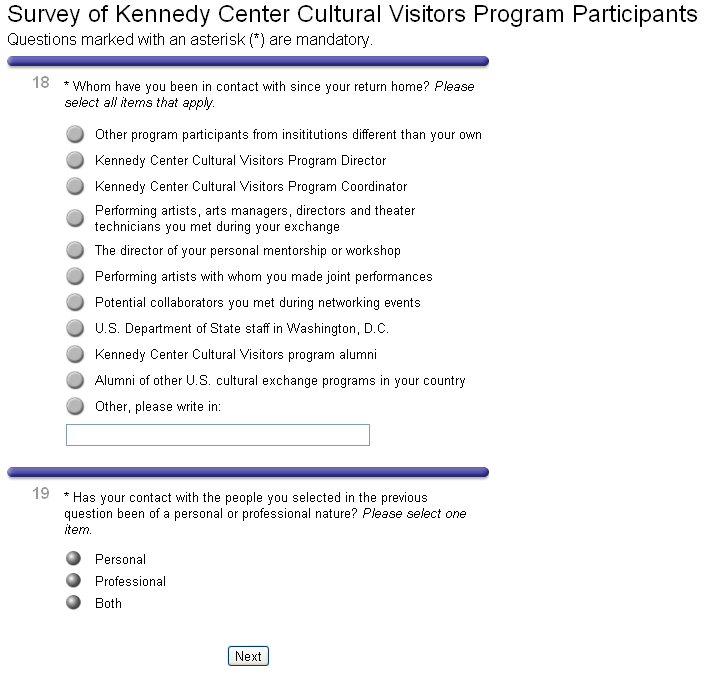 Survey of Kennedy Center Cultural Visitors Program Participants
Questions marked with an asterisk (*) are mandatory.
18
* Whom have you been in contact with since your return home? Please
select all items that apply.
Other program participants from insititutions different than your own
Kennedy Center Cultural Visitors Program Director
Kennedy Center Cultural Visitors Program Coordinator
Performing artists, arts managers, directors and theater
technicians you met during your exchange
The director of your personal mentorship or workshop
Performing artists with whom you made joint performances
Potential collaborators you met during networking events
U.S. Department of State staff in Washington, D.C.
Kennedy Center Cultural Visitors program alumni
Alumni of other U.S. cultural exchange programs in your country
Other, please write in:
19
* Has your contact with the people you selected in the previous
question been of a personal or professional nature? Please select one
item.
Personal
Professional
Both
Next